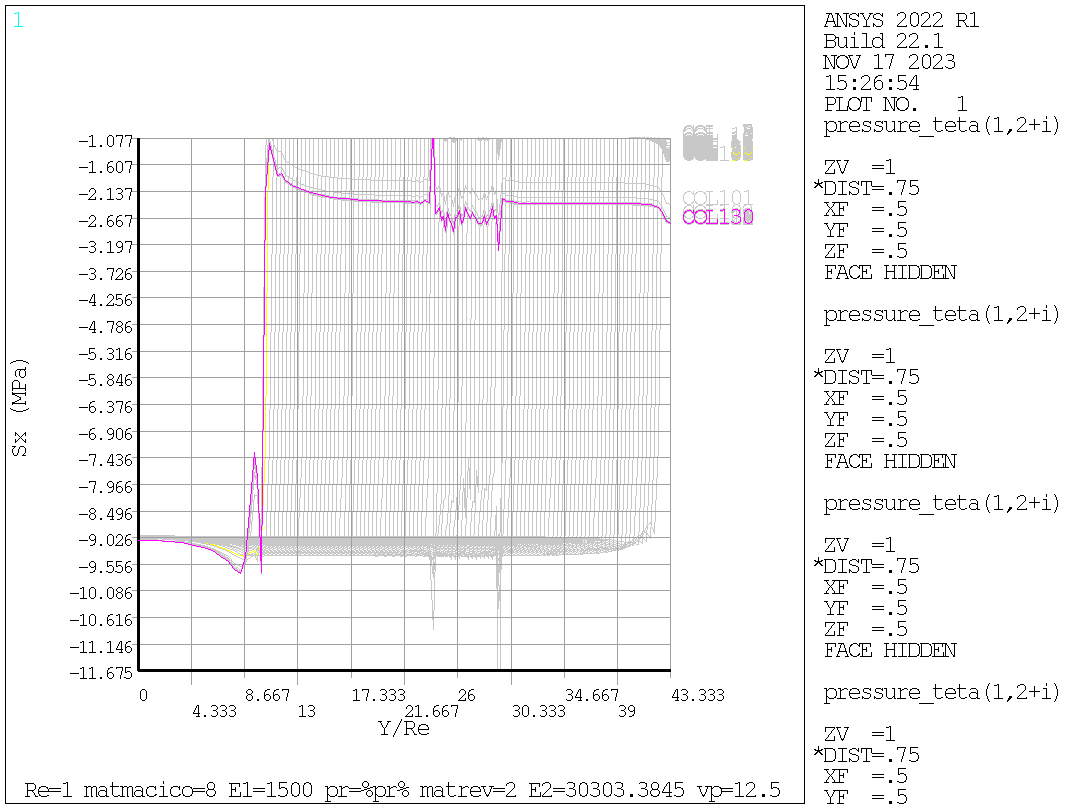 1
ANSYS 2022 R1
Build 22.1
NOV 17 2023
15:26:54
PLOT NO. 1
pressure_teta(1,2+i)
ZV =1
*DIST=.75
XF =.5
YF =.5
ZF =.5
FACE HIDDEN
pressure_teta(1,2+i)
ZV =1
*DIST=.75
XF =.5
YF =.5
ZF =.5
FACE HIDDEN
pressure_teta(1,2+i)
ZV =1
*DIST=.75
XF =.5
YF =.5
ZF =.5
FACE HIDDEN
pressure_teta(1,2+i)
ZV =1
*DIST=.75
XF =.5
YF =.5
COL101
COL130
Sx (MPa)
-1.077
-1.607
-2.137
-2.667
-3.197
-3.726
-4.256
-4.786
-5.316
-5.846
-6.376
-6.906
-7.436
-7.966
-8.496
-9.026
-9.556
-10.086
-10.616
-11.146
-11.675
0 8.667 17.333 26 34.667 43.333
4.333 13 21.667 30.333 39
Y/Re
Re=1 matmacico=8 E1=1500 pr=%pr% matrev=2 E2=30303.3845 vp=12.5